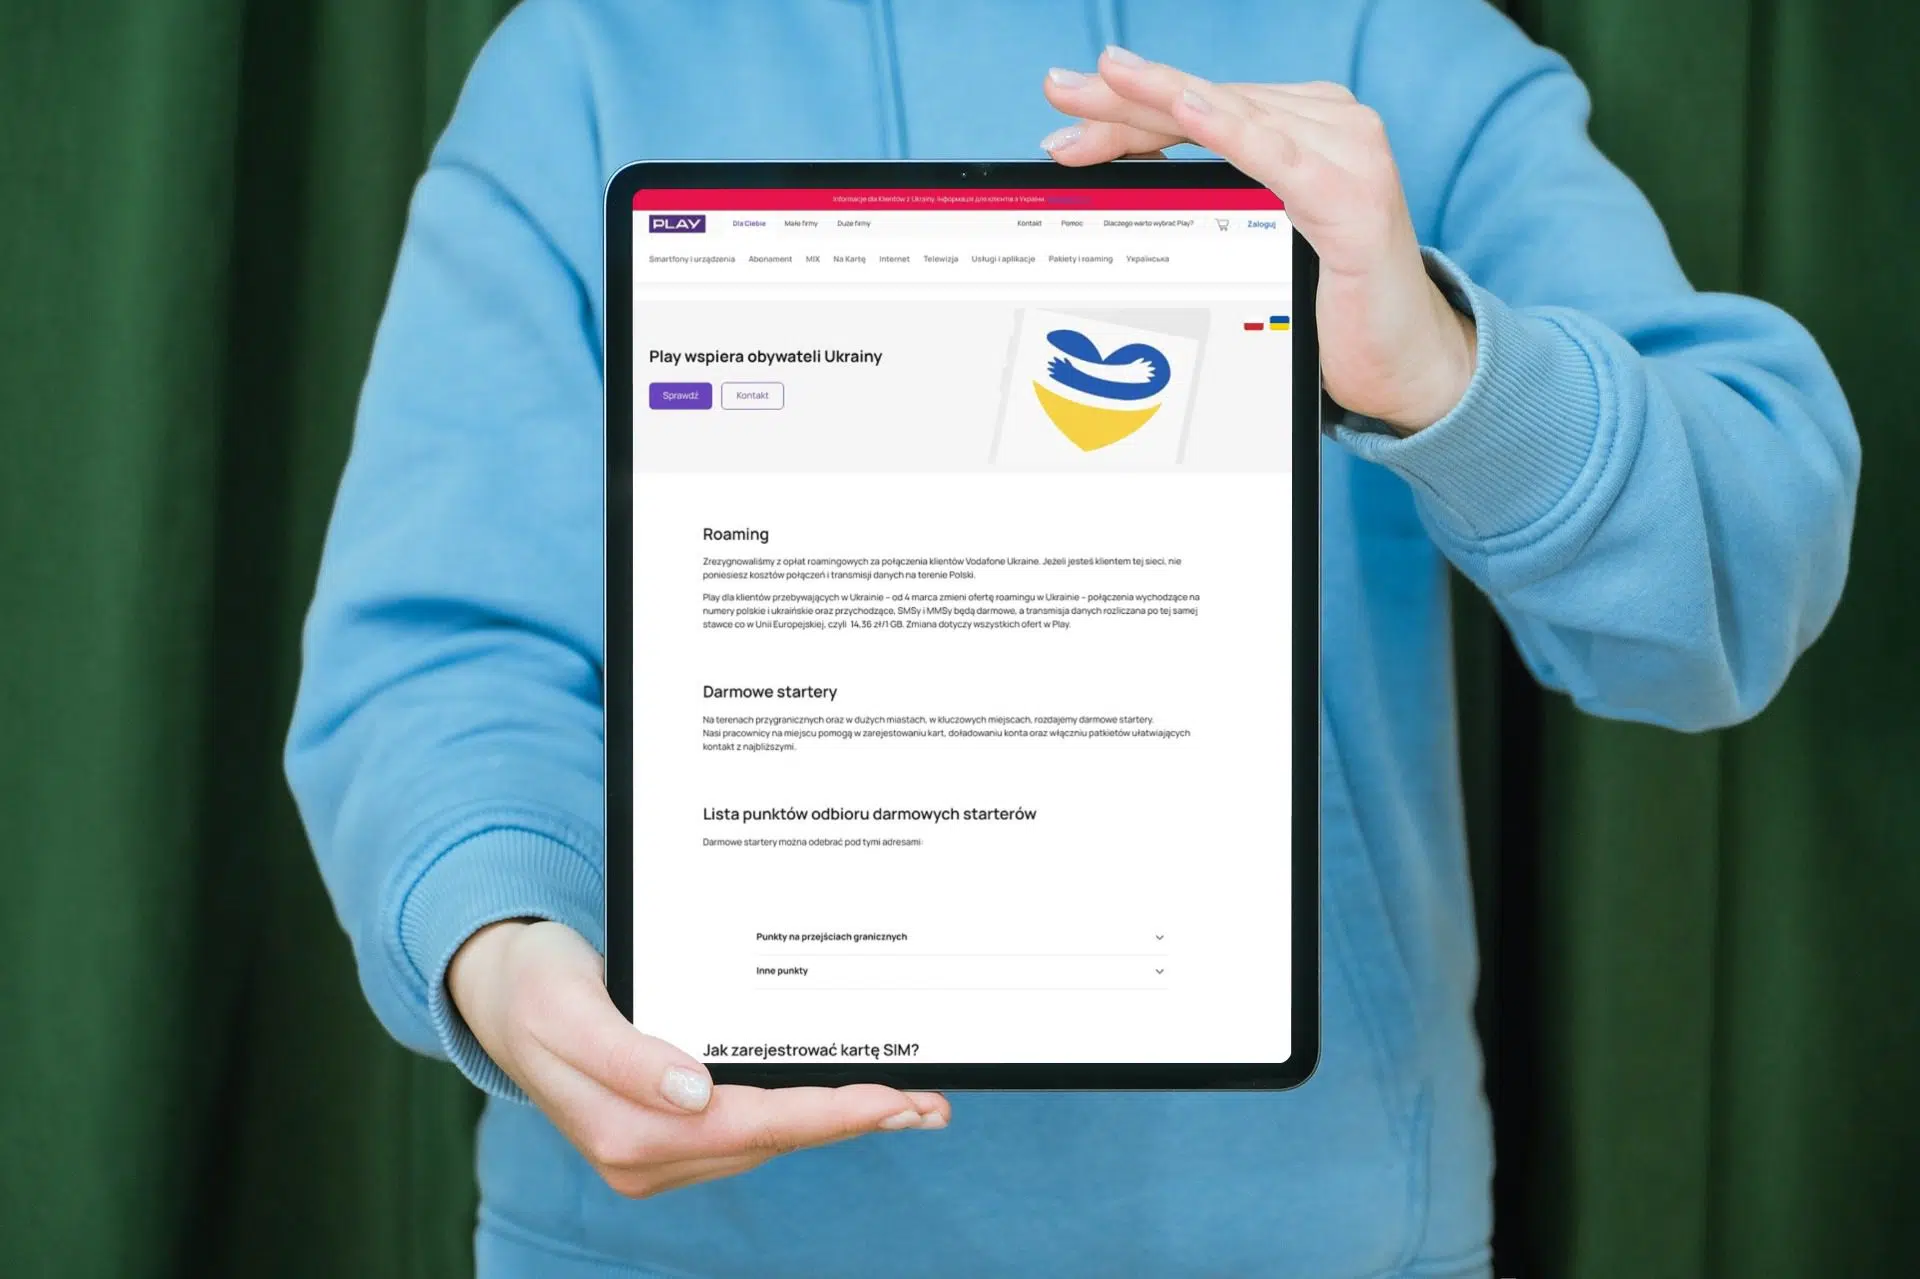 Informacje dla Klientów z Ukrainy. Інформація для клієнтів з України.
PLAY Dla Ciebie Małe firmy Duże firmy Kontakt Pomoc Dlaczego warto wybrać Play? Zaloguj
Smartfony i urządzenia Abonament MIX Na Kartę Internet Telewizja Usługi i aplikacje Pakiety i roaming Українська
Play wspiera obywateli Ukrainy
Sprawdź Kontakt
Roaming
Zrezygnowaliśmy z opłat roamingowych za połączenia klientów Vodafone Ukraine. Jeżeli jesteś klientem tej sieci, nie
poniesiesz kosztów połączeń i transmisji danych na terenie Polski.
Play dla klientów przebywających w Ukrainie – od 4 marca zmieni ofertę roamingu w Ukrainie – połączenia wychodzące na
numery polskie i ukraińskie oraz przychodzące, SMSy i MMSy będą darmowe, a transmisja danych rozliczana po tej samej
stawce co w Unii Europejskiej, czyli 14,36 zł/1 GB. Zmiana dotyczy wszystkich ofert w Play.
Darmowe startery
Na terenach przygranicznych oraz w dużych miastach, w kluczowych miejscach, rozdajemy darmowe startery.
Nasi pracownicy na miejscu pomogą w zarejestowaniu kart, doładowaniu konta oraz włączniu patkietów ułatwiających
kontakt z najbliższymi.
Lista punktów odbioru darmowych starterów
Darmowe startery można odebrać pod tymi adresami:
Punkty na przejściach granicznych
Inne punkty
Jak zarejestrować kartę SIM?